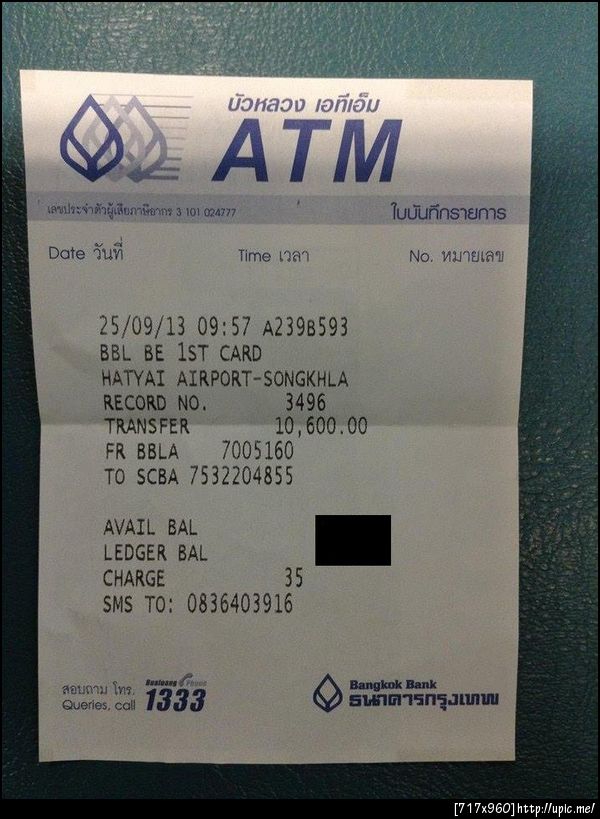 บัวหลวง เอทีเอ็ม
ATM
เลขประจำตัวผู้เสียภาษีอากร 3 101 024777 ใบบันทึกรายการ
Date วันที่ Time เวลา No. หมายเลข
25/09/13 09:57 A239B593
BBL BE 1ST CARD
HATYAI AIRPORT-SONGKHLA
RECORD NO. 3496
TRANSFER 10,600.00
FR BBLA 7005160
TO SCBA 7532204855
AVAIL BAL
LEDGER BAL
CHARGE 35
SMS TO: 0836403916
สอบถาม โทร. Bualuang Phone
Queries, call 1333
Bangkok Bank
ธนาคารกรุงเทพ
[717x960]http://upic.me/